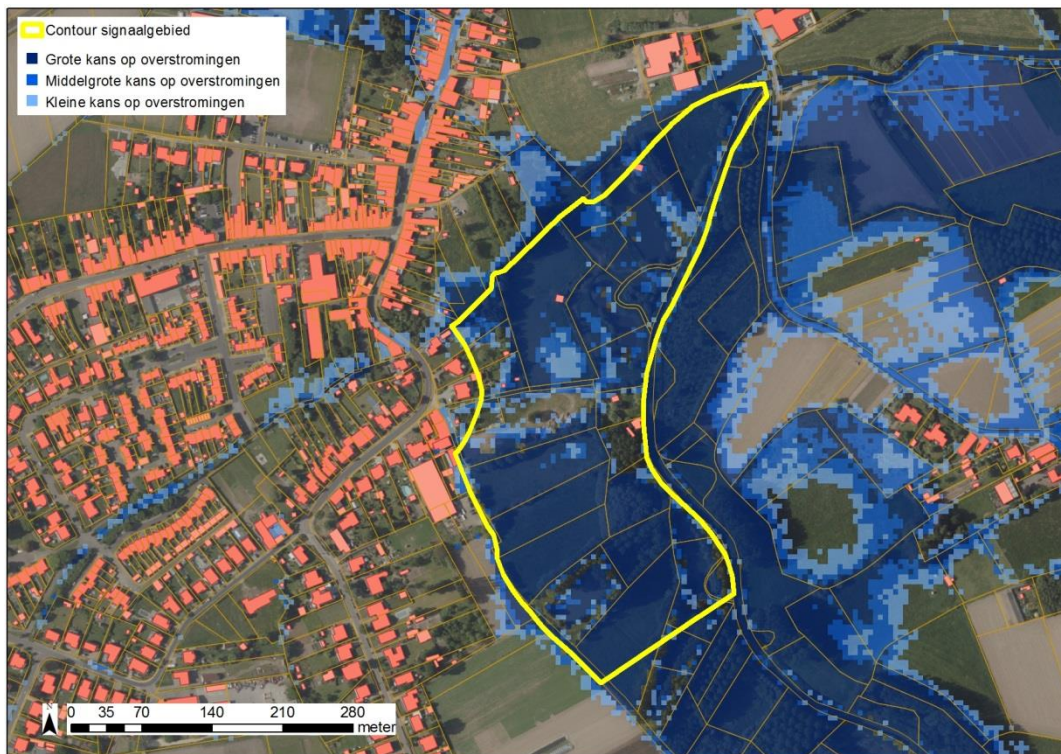 Contour signaalgebied
Grote kans op overstromingen
Middelgrote kans op overstromingen
Kleine kans op overstromingen
0 35 70 140 210 280
meter